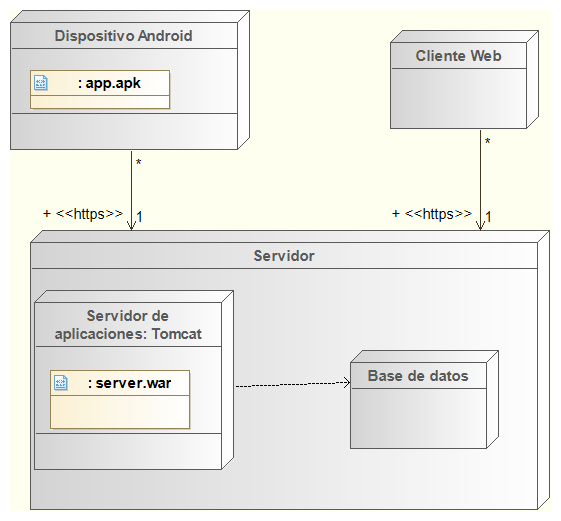 Dispositivo Android
: app.apk
Cliente Web
*
*
+ <<https>>
1
+ <<https>>
1
Servidor
Servidor de
aplicaciones: Tomcat
: server.war
Base de datos